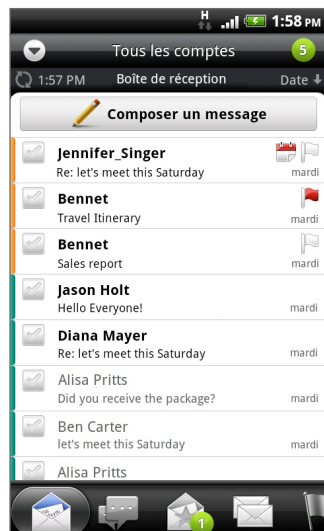 H 1:58 PM
Tous les comptes 5
1:57 PM Boîte de réception Date
Composer un message
Jennifer_Singer
Re: let's meet this Saturday mardi
Bennet
Travel Itinerary mardi
Bennet
Sales report mardi
Jason Holt
Hello Everyone! mardi
Diana Mayer
Re: let's meet this Saturday mardi
Alisa Pritts
Did you receive the package? mardi
Ben Carter
let's meet this Saturday mardi
Alisa Pritts
1